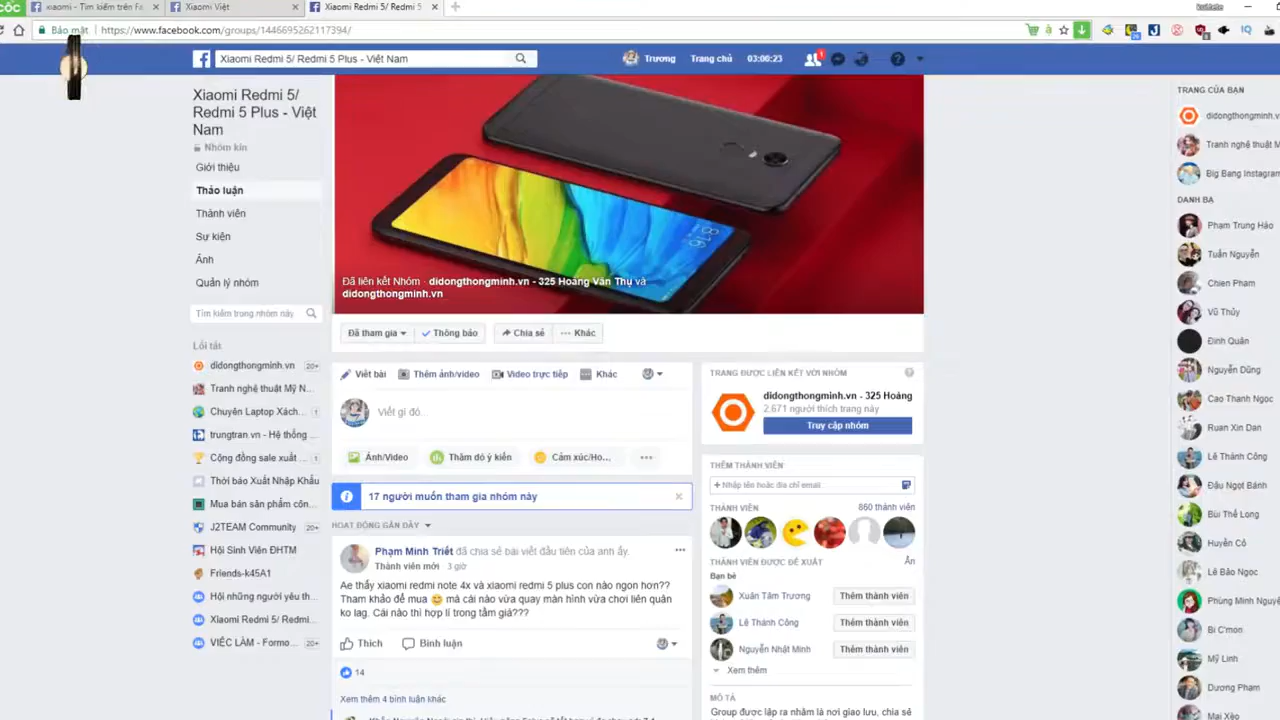 cốc
xiaomi - Tìm kiếm trên Fa
Xiaomi Việt
Xiaomi Redmi 5/ Redmi 5
Bảo mật
https://www.facebook.com/groups/1446695262117394/
Xiaomi Redmi 5/ Redmi 5 Plus - Việt Nam
Trương
Trang chủ
03:06:23
1
Xiaomi Redmi 5/
Redmi 5 Plus - Việt
Nam
Nhóm kín
Giới thiệu
Thảo luận
Thành viên
Sự kiện
Ảnh
Quản lý nhóm
Tìm kiếm trong nhóm này
Lối tắt
didongthongminh.vn 20+
Tranh nghệ thuật Mỹ N...
Chuyên Laptop Xách... 1
trungtran.vn - Hệ thống ...
Cộng đồng sale xuất ... 1
Thời báo Xuất Nhập Khẩu
Mua bán sản phẩm côn...
J2TEAM Community 20+
Hội Sinh Viên ĐHTM
Friends-k45A1
Hội những người yêu th...
Xiaomi Redmi 5/ Redmi...
VIỆC LÀM - Formo... 20+
Đã liên kết Nhóm · didongthongminh.vn - 325 Hoàng Văn Thụ và
didongthongminh.vn
Đã tham gia
Thông báo
Chia sẻ
Khác
Viết bài
Thêm ảnh/video
Video trực tiếp
Khác
Viết gì đó...
Ảnh/Video
Thăm dò ý kiến
Cảm xúc/Ho...
17 người muốn tham gia nhóm này
HOẠT ĐỘNG GẦN ĐÂY
Phạm Minh Triết đã chia sẻ bài viết đầu tiên của anh ấy.
Thành viên mới · 3 giờ
Ae thấy xiaomi redmi note 4x và xiaomi redmi 5 plus con nào ngon hơn??
Tham khảo để mua 😅 mà cái nào vừa quay màn hình vừa chơi liên quân
ko lag. Cái nào thì hợp lí trong tầm giá???
Thích
Bình luận
14
Xem thêm 4 bình luận khác
TRANG ĐƯỢC LIÊN KẾT VỚI NHÓM
didongthongminh.vn - 325 Hoàng
2,671 người thích trang này
Truy cập nhóm
THÊM THÀNH VIÊN
+ Nhập tên hoặc địa chỉ email...
THÀNH VIÊN
860 thành viên
THÀNH VIÊN ĐƯỢC ĐỀ XUẤT
Ẩn
Bạn bè
Xuân Tâm Trương
Thêm thành viên
Lê Thành Công
Thêm thành viên
Nguyễn Nhật Minh
Thêm thành viên
Xem thêm
MÔ TẢ
Group được lập ra nhằm là nơi giao lưu, chia sẻ
TRANG CỦA BẠN
didongthongminh.v
Tranh nghệ thuật M
Big Bang Instagram
DANH BẠ
Phạm Trung Hào
Tuấn Nguyễn
Chien Pham
Vũ Thủy
Đinh Quân
Nguyễn Dũng
Cao Thanh Ngọc
Ruan Xin Dan
Lê Thành Công
Đậu Ngọt Bánh
Bùi Thế Long
Huyền Cô
Lê Bảo Ngọc
Phùng Minh Nguyệ
Bi C'mon
Mỹ Linh
Dương Phạm
Mai Xèo